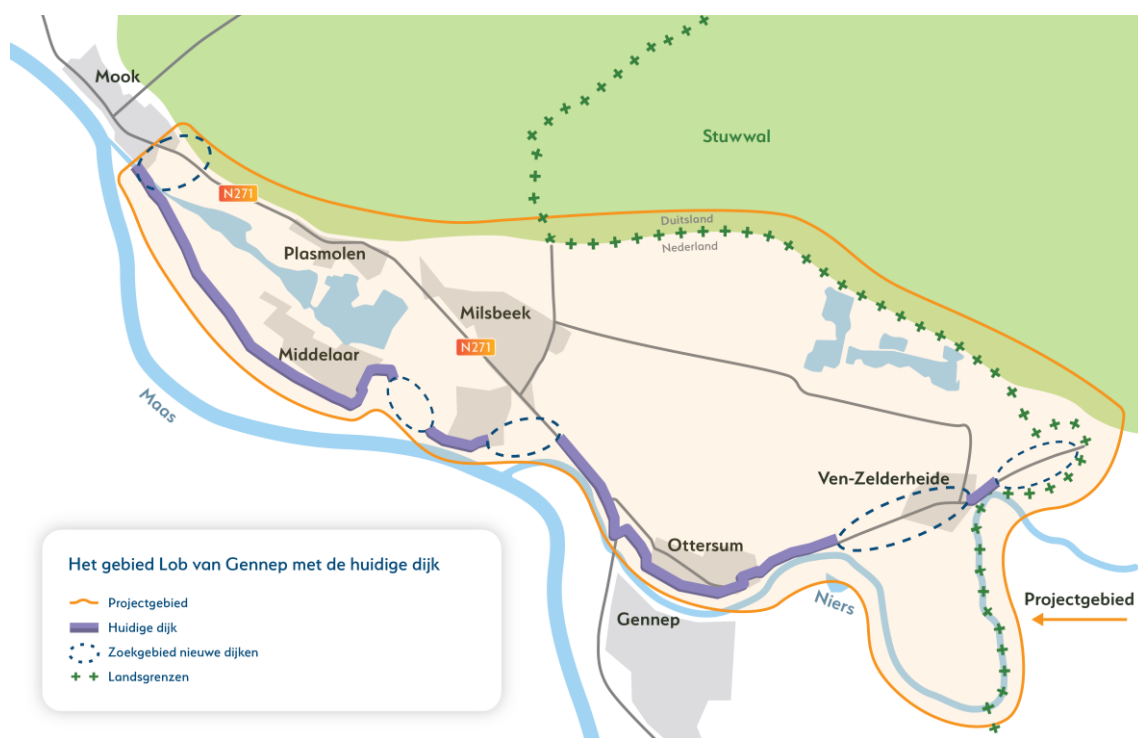 Mook
Stuwwal
N271
Duitsland
Nederland
Plasmolen
Milsbeek
N271
Middelaar
Maas
Ven-Zelderheide
Ottersum
Niers
Gennep
Projectgebied
Het gebied Lob van Gennep met de huidige dijk
Projectgebied
Huidige dijk
Zoekgebied nieuwe dijken
Landsgrenzen